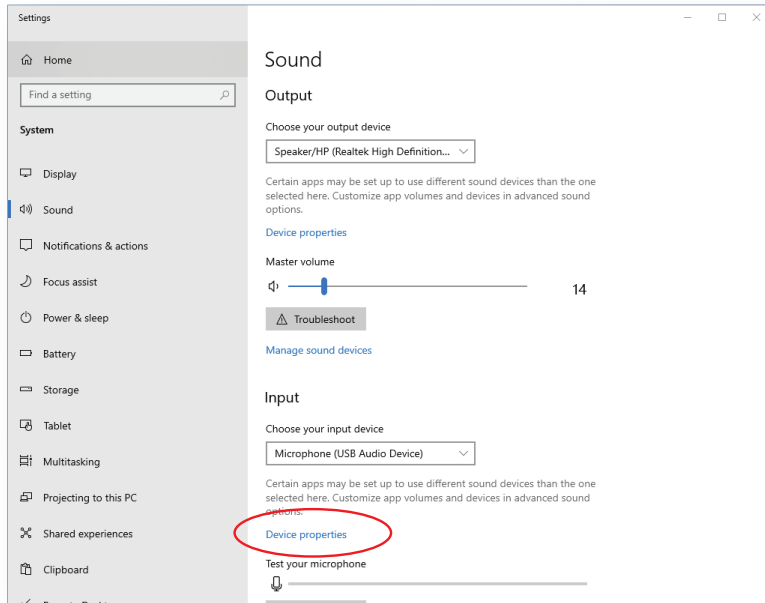 Settings
Home
Find a setting
System
Display
Sound
Notifications & actions
Focus assist
Power & sleep
Battery
Storage
Tablet
Multitasking
Projecting to this PC
Shared experiences
Clipboard
Sound
Output
Choose your output device
Speaker/HP (Realtek High Definition...
Certain apps may be set up to use different sound devices than the one
selected here. Customize app volumes and devices in advanced sound
options.
Device properties
Master volume
14
Troubleshoot
Manage sound devices
Input
Choose your input device
Microphone (USB Audio Device)
Certain apps may be set up to use different sound devices than the one
selected here. Customize app volumes and devices in advanced sound
options.
Device properties
Test your microphone